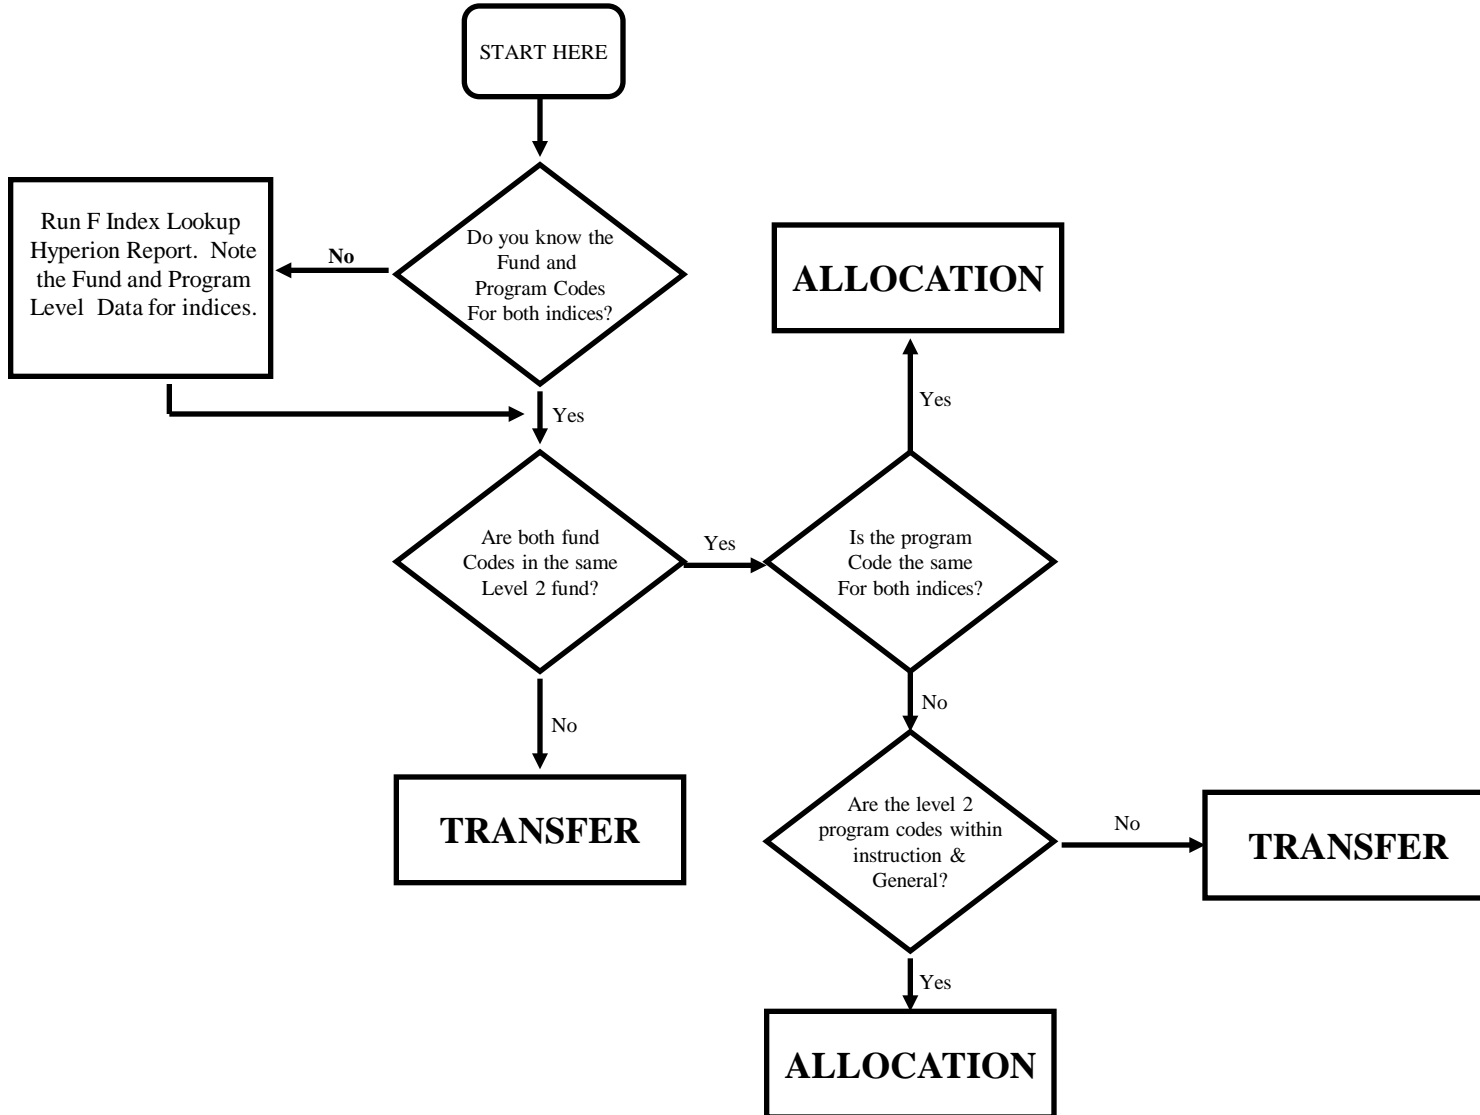 START HERE
Do you know the
Fund and
Program Codes
For both indices?
No
Run F Index Lookup
Hyperion Report.  Note
the Fund and Program
Level  Data for indices.
Yes
Are both fund
Codes in the same
Level 2 fund?
Yes
Is the program
Code the same
For both indices?
Yes
ALLOCATION
No
TRANSFER
No
Are the level 2
program codes within
instruction &
General?
No
TRANSFER
Yes
ALLOCATION